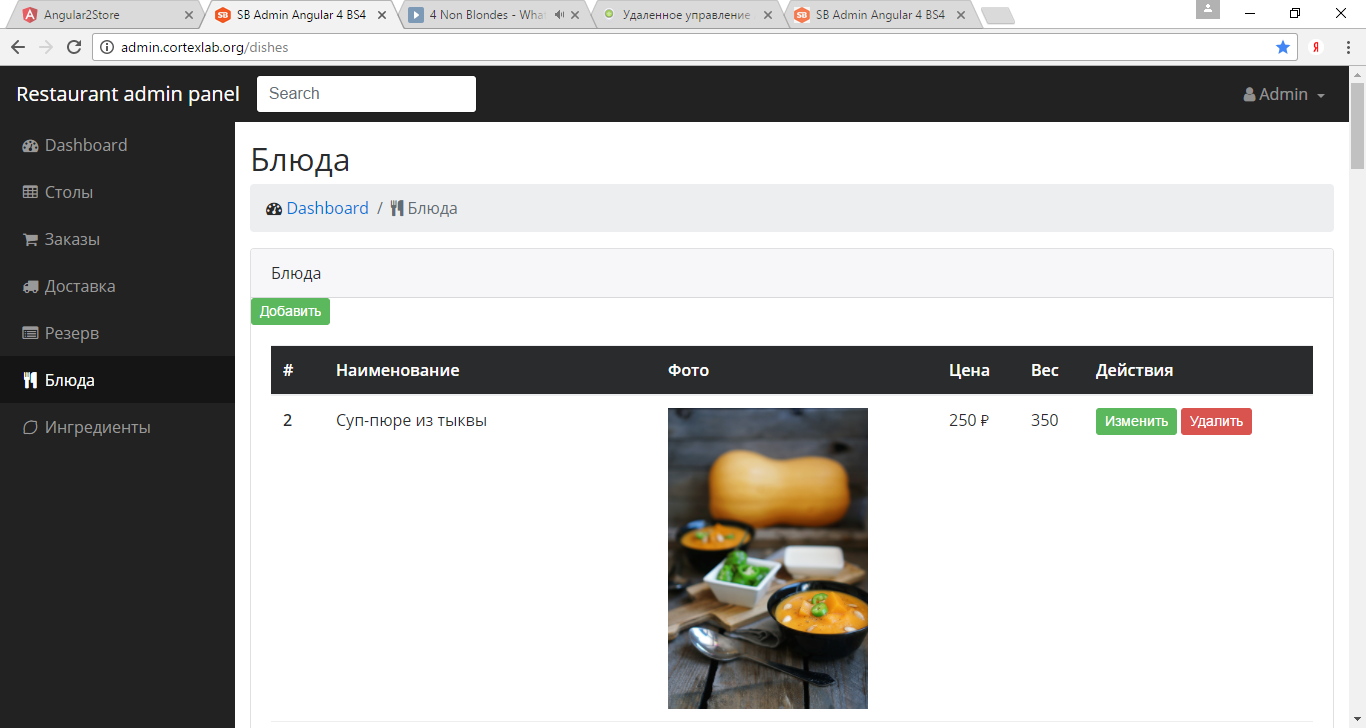 Angular2Store
SB Admin Angular 4 BS4
4 Non Blondes - What
Удаленное управление
SB Admin Angular 4 BS4
admin.cortexlab.org/dishes
Restaurant admin panel
Search
Admin
Dashboard
Столы
Заказы
Доставка
Резерв
Блюда
Ингредиенты
Блюда
Dashboard / Блюда
Блюда
Добавить
# Наименование Фото Цена Вес Действия
2 Суп-пюре из тыквы 250 ₽ 350 Изменить Удалить